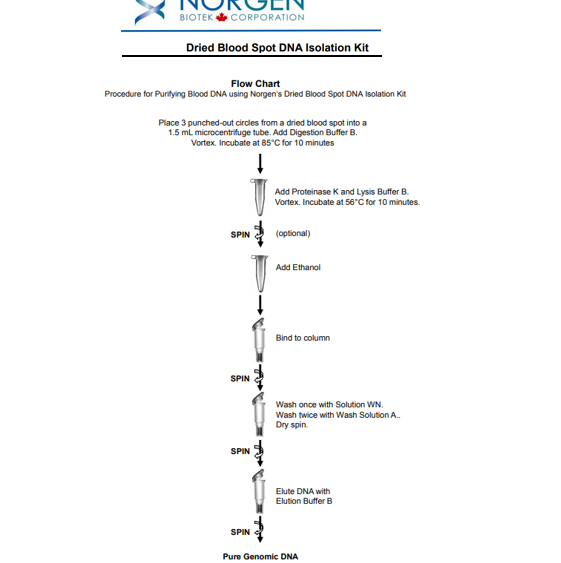 NORGEN
BIOTEK CORPORATION
Dried Blood Spot DNA Isolation Kit
Flow Chart
Procedure for Purifying Blood DNA using Norgen's Dried Blood Spot DNA Isolation Kit
Place 3 punched-out circles from a dried blood spot into a
1.5 mL microcentrifuge tube. Add Digestion Buffer B.
Vortex. Incubate at 85°C for 10 minutes
Add Proteinase K and Lysis Buffer B.
Vortex. Incubate at 56°C for 10 minutes.
SPIN (optional)
Add Ethanol
Bind to column
SPIN
Wash once with Solution WN.
Wash twice with Wash Solution A..
Dry spin.
SPIN
Elute DNA with
Elution Buffer B
SPIN
Pure Genomic DNA